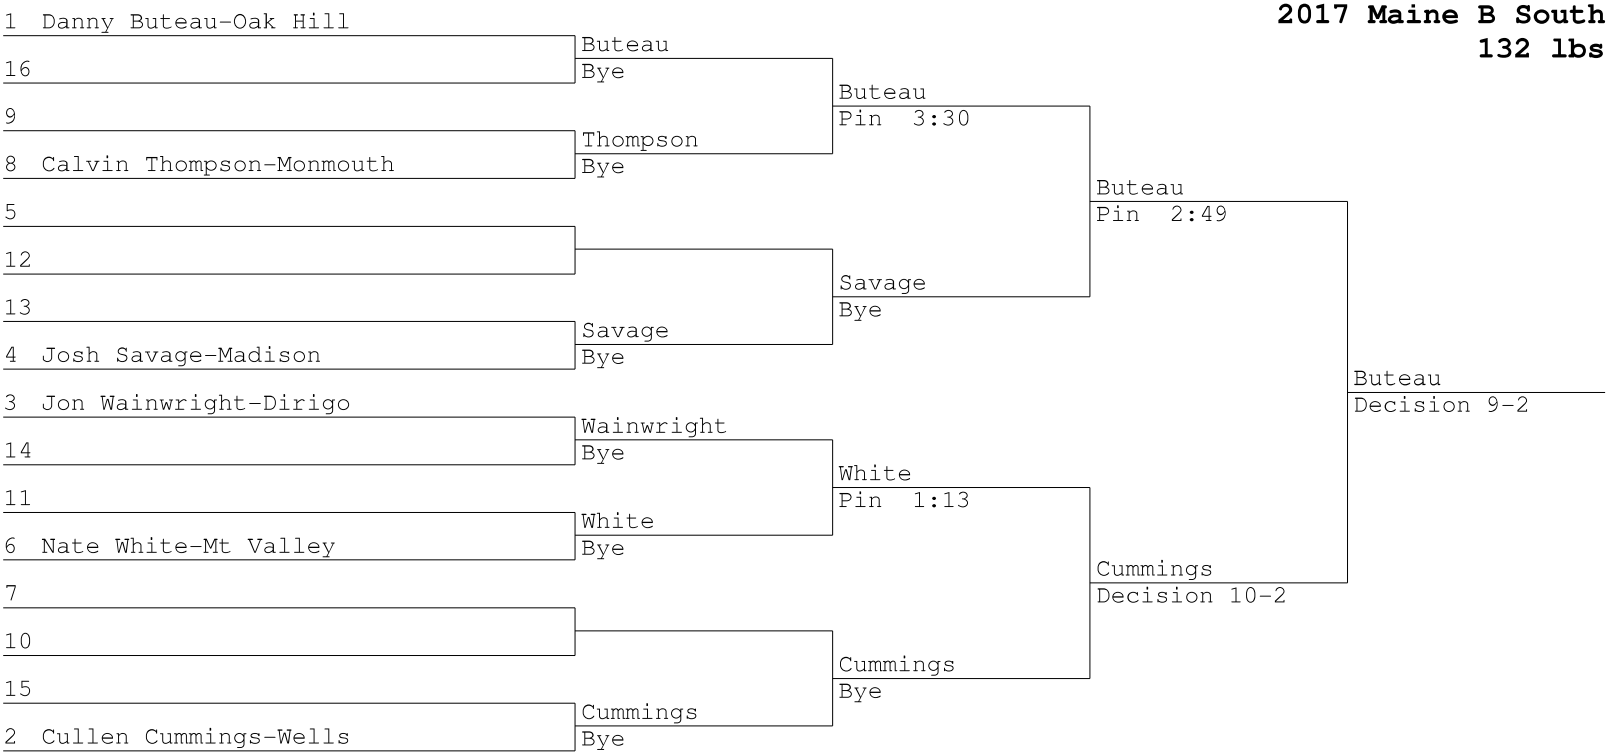 2017 Maine B South
132 lbs
1 Danny Buteau-Oak Hill
16
9
8 Calvin Thompson-Monmouth
5
12
13
4 Josh Savage-Madison
3 Jon Wainwright-Dirigo
14
11
6 Nate White-Mt Valley
7
10
15
2 Cullen Cummings-Wells
Buteau
Bye
Thompson
Bye
Savage
Bye
Wainwright
Bye
White
Bye
Cummings
Bye
Buteau
Pin 3:30
Savage
Bye
White
Pin 1:13
Cummings
Bye
Buteau
Pin 2:49
Cummings
Decision 10-2
Buteau
Decision 9-2